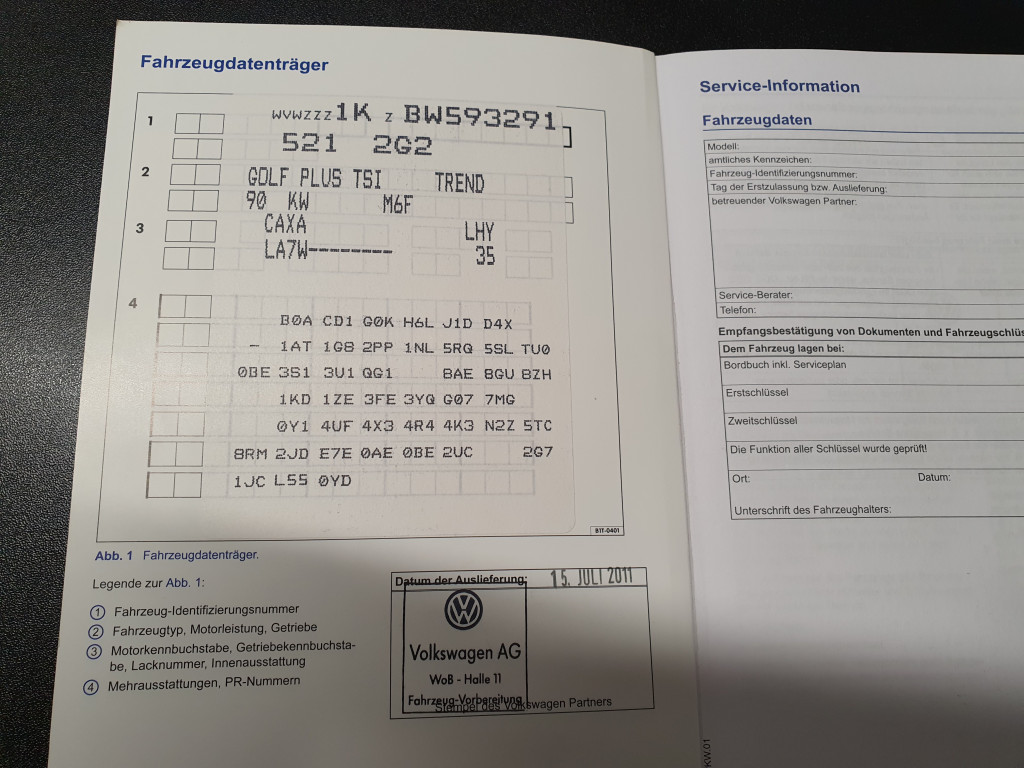 Fahrzeugdatenträger
1
WVWZZZ1K Z BW593291
521 2G2
2
GOLF PLUS TSI TREND
90 KW M6F
3
CAXA LHY
LA7W-------- 35
4
B0A CD1 G0K H6L J1D D4X
- 1AT 1G8 2PP 1NL 5RQ 5SL TU0
0BE 3S1 3U1 QG1 8AE 8GU 8ZH
1KD 1ZE 3FE 3YQ G07 7MG
0Y1 4UF 4X3 4R4 4K3 N2Z 5TC
8RM 2JD E7E 0AE 0BE 2UC 2G7
1JC L55 0YD
B1T-0401
Abb. 1 Fahrzeugdatenträger.
Legende zur Abb. 1:
1 Fahrzeug-Identifizierungsnummer
2 Fahrzeugtyp, Motorleistung, Getriebe
3 Motorkennbuchstabe, Getriebekennbuchsta-
be, Lacknummer, Innenausstattung
4 Mehrausstattungen, PR-Nummern
Datum der Auslieferung: 15. JULI 2011
Volkswagen AG
WoB - Halle 11
Fahrzeug-Vorbereitung
Stempel des Volkswagen Partners
Service-Information
Fahrzeugdaten
Modell:
amtliches Kennzeichen:
Fahrzeug-Identifizierungsnummer:
Tag der Erstzulassung bzw. Auslieferung:
betreuender Volkswagen Partner:
Service-Berater:
Telefon:
Empfangsbestätigung von Dokumenten und Fahrzeugschlüs
Dem Fahrzeug lagen bei:
Bordbuch inkl. Serviceplan
Erstschlüssel
Zweitschlüssel
Die Funktion aller Schlüssel wurde geprüft!
Ort: Datum:
Unterschrift des Fahrzeughalters:
KW.01